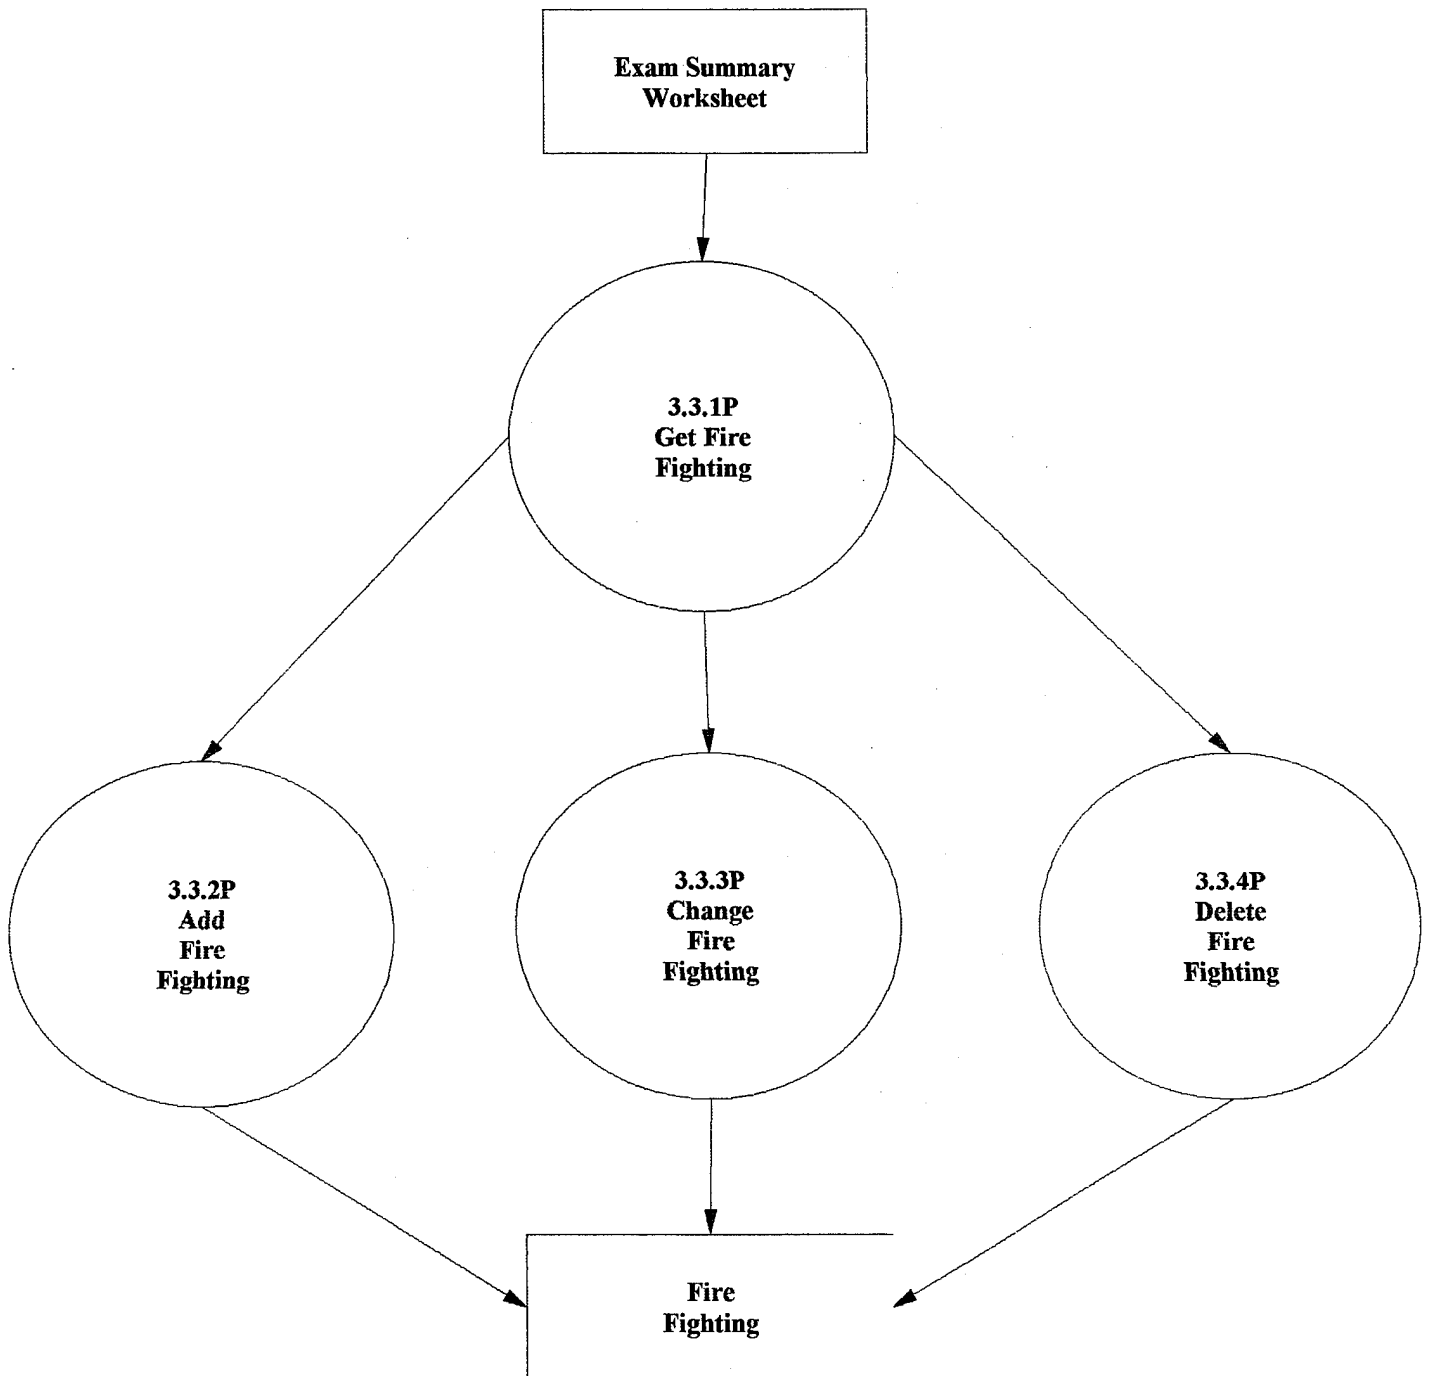 Exam Summary
Worksheet
3.3.1P
Get Fire
Fighting
3.3.2P
Add
Fire
Fighting
3.3.3P
Change
Fire
Fighting
3.3.4P
Delete
Fire
Fighting
Fire
Fighting